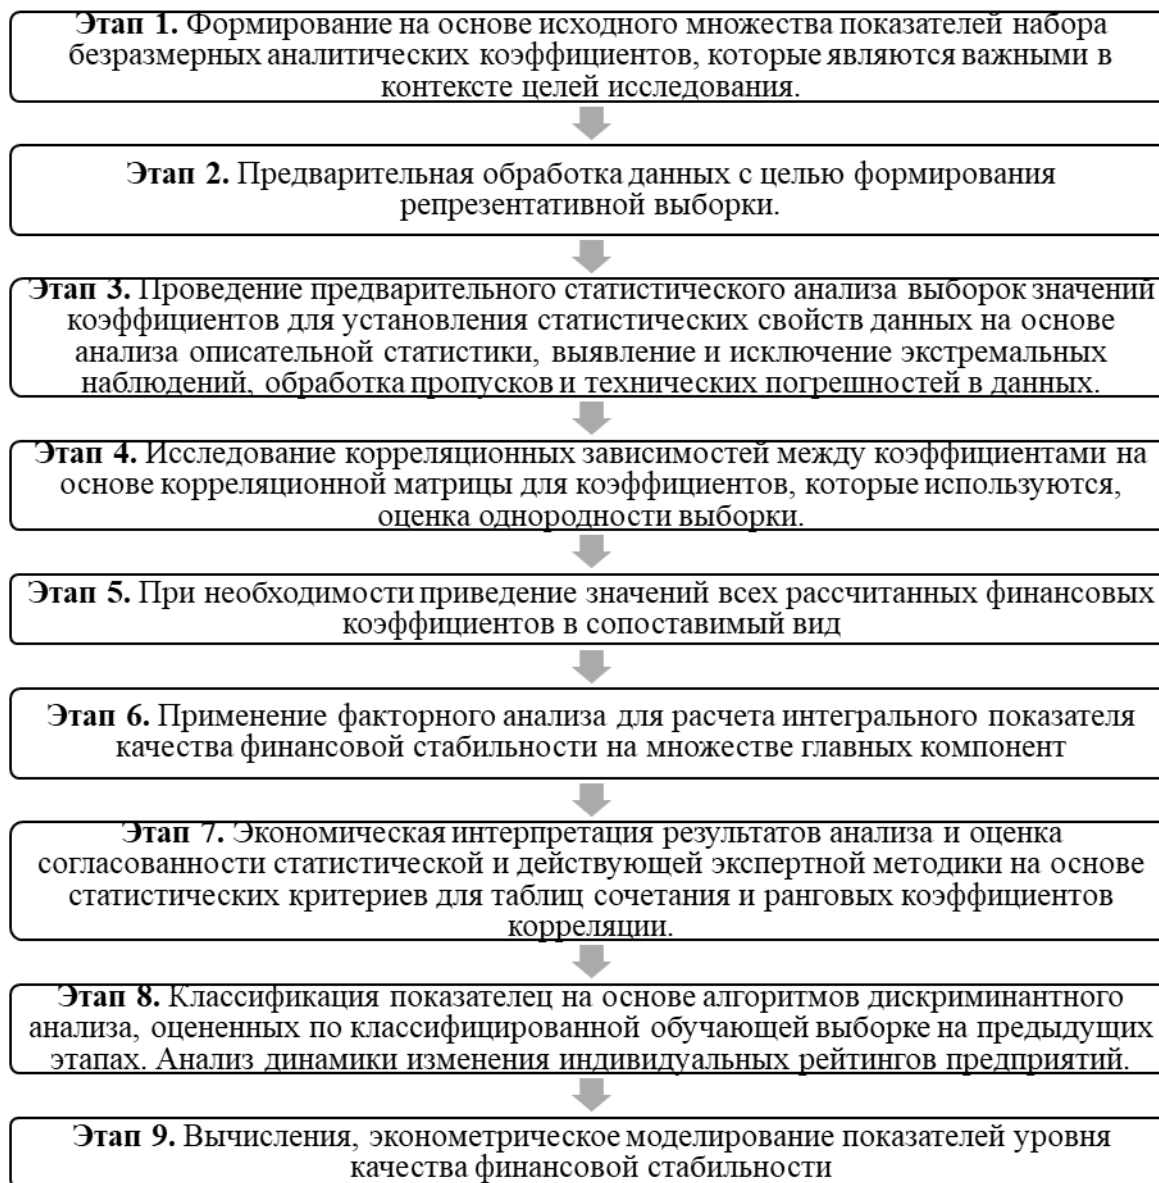 Этап 1. Формирование на основе исходного множества показателей набора
безразмерных аналитических коэффициентов, которые являются важными в
контексте целей исследования.
Этап 2. Предварительная обработка данных с целью формирования
репрезентативной выборки.
Этап 3. Проведение предварительного статистического анализа выборок значений
коэффициентов для установления статистических свойств данных на основе
анализа описательной статистики, выявление и исключение экстремальных
наблюдений, обработка пропусков и технических погрешностей в данных.
Этап 4. Исследование корреляционных зависимостей между коэффициентами на
основе корреляционной матрицы для коэффициентов, которые используются,
оценка однородности выборки.
Этап 5. При необходимости приведение значений всех рассчитанных финансовых
коэффициентов в сопоставимый вид
Этап 6. Применение факторного анализа для расчета интегрального показателя
качества финансовой стабильности на множестве главных компонент
Этап 7. Экономическая интерпретация результатов анализа и оценка
согласованности статистической и действующей экспертной методики на основе
статистических критериев для таблиц сочетания и ранговых коэффициентов
корреляции.
Этап 8. Классификация показателец на основе алгоритмов дискриминантного
анализа, оцененных по классифицированной обучающей выборке на предыдущих
этапах. Анализ динамики изменения индивидуальных рейтингов предприятий.
Этап 9. Вычисления, эконометрическое моделирование показателей уровня
качества финансовой стабильности